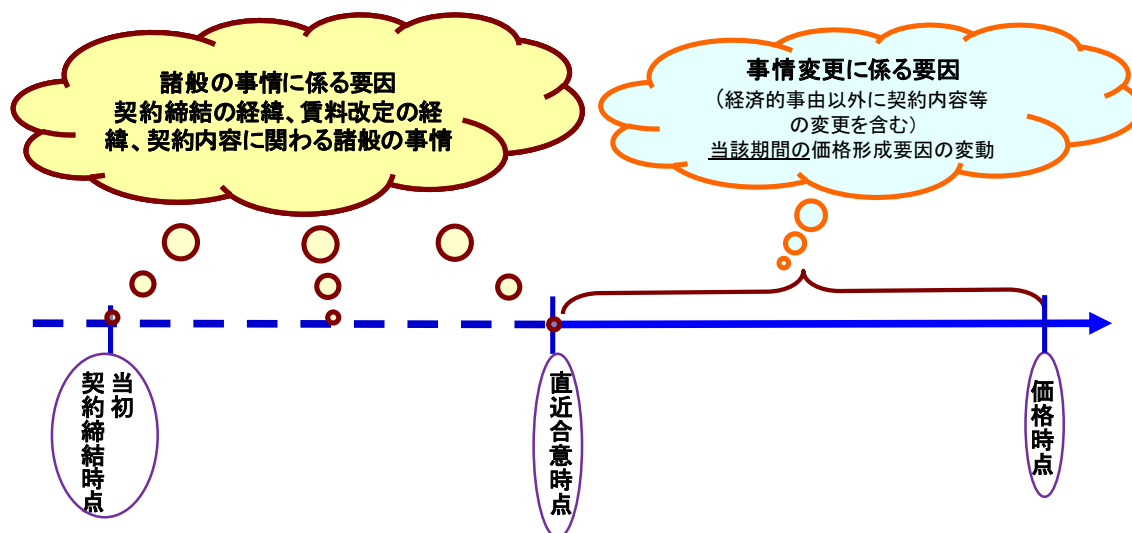 諸般の事情に係る要因
契約締結の経緯、賃料改定の経
緯、契約内容に関わる諸般の事情
事情変更に係る要因
（経済的事由以外に契約内容等
の変更を含む）
当該期間の価格形成要因の変動
当初
契約締結時点
直近合意時点
価格時点